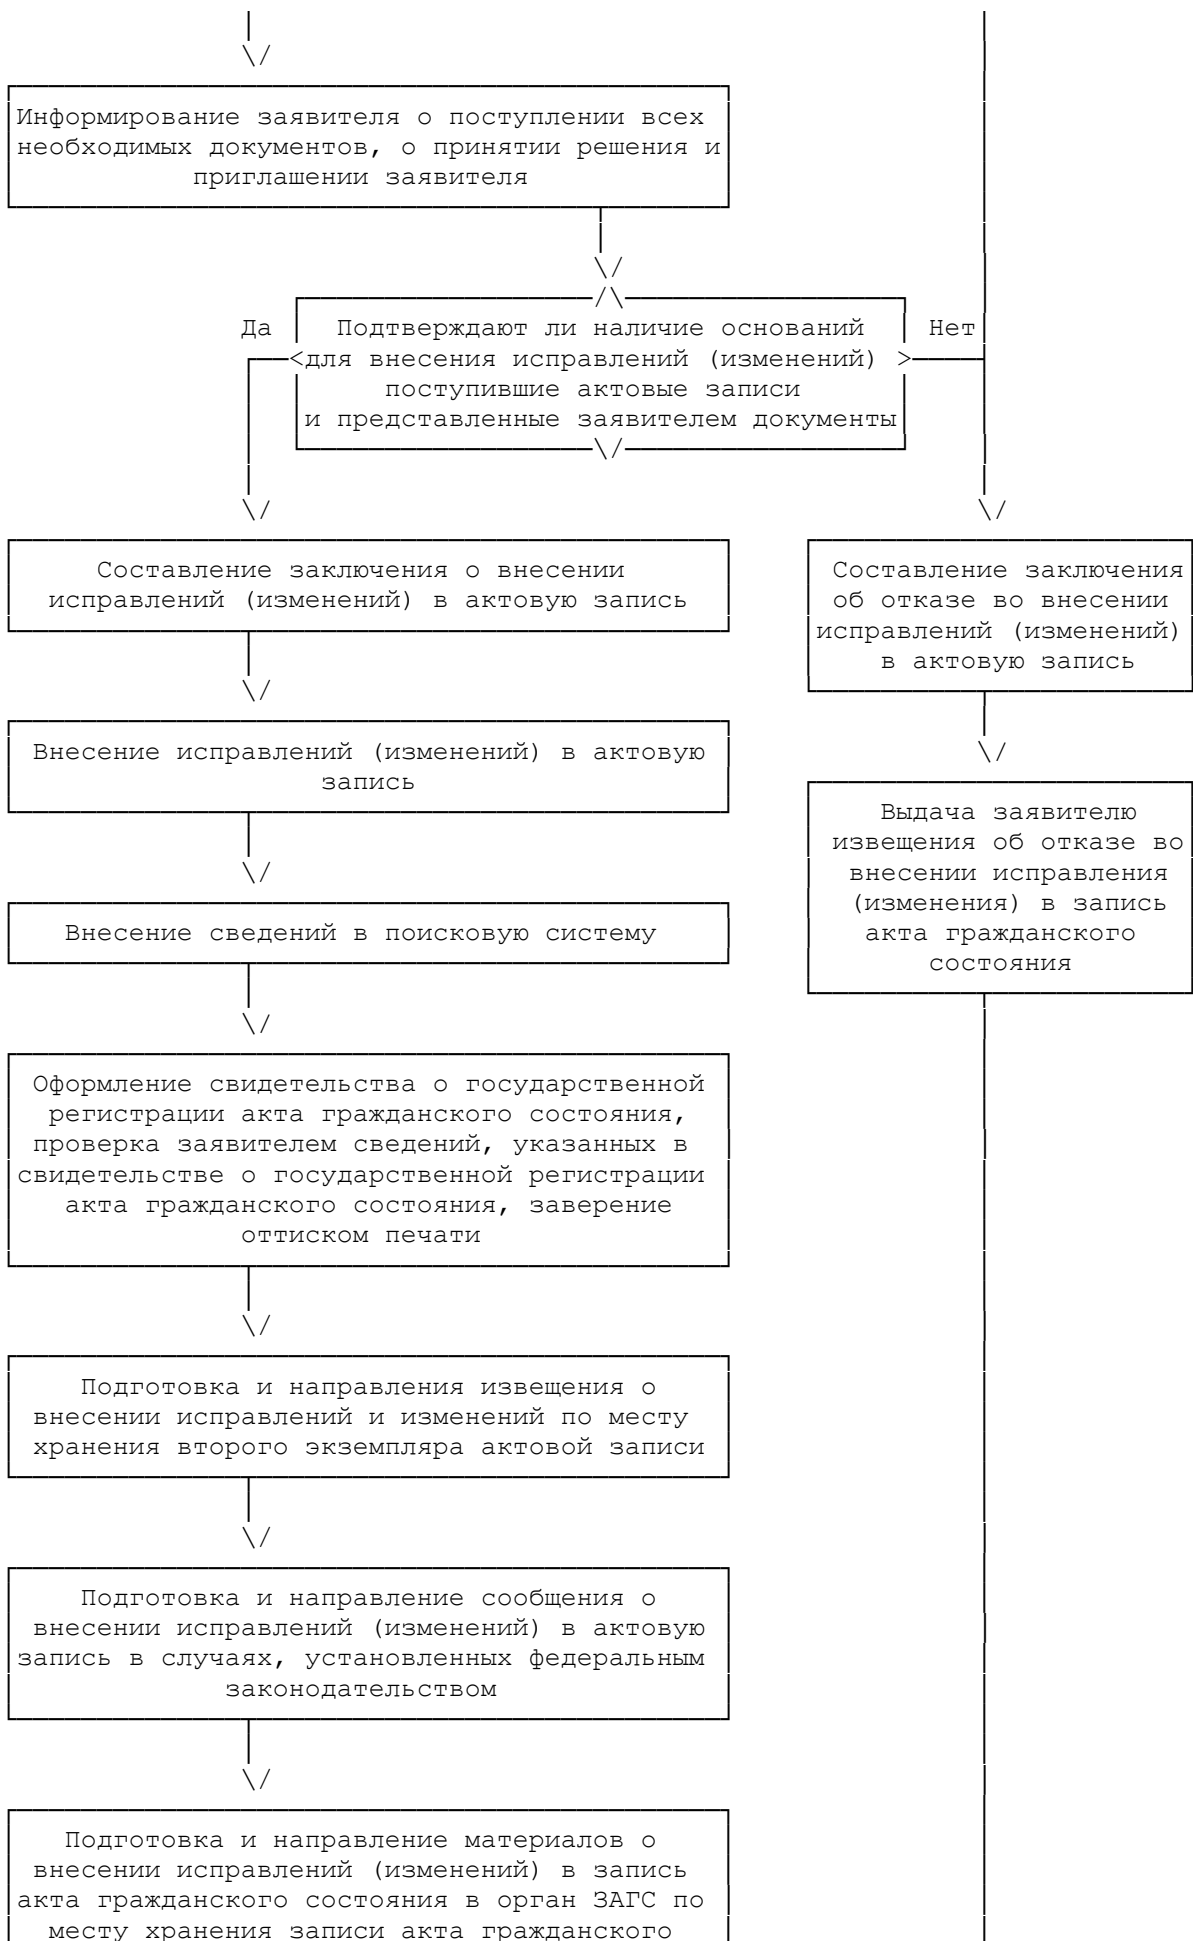 Информирование заявителя о поступлении всех
необходимых документов, о принятии решения и
приглашении заявителя
Да
Подтверждают ли наличие оснований
Нет
<для внесения исправлений (изменений) >
поступившие актовые записи
и представленные заявителем документы
Составление заключения о внесении
исправлений (изменений) в актовую запись
Составление заключения
об отказе во внесении
исправлений (изменений)
в актовую запись
Внесение исправлений (изменений) в актовую
запись
Выдача заявителю
извещения об отказе во
внесении исправления
(изменения) в запись
акта гражданского
состояния
Внесение сведений в поисковую систему
Оформление свидетельства о государственной
регистрации акта гражданского состояния,
проверка заявителем сведений, указанных в
свидетельстве о государственной регистрации
акта гражданского состояния, заверение
оттиском печати
Подготовка и направления извещения о
внесении исправлений и изменений по месту
хранения второго экземпляра актовой записи
Подготовка и направление сообщения о
внесении исправлений (изменений) в актовую
запись в случаях, установленных федеральным
законодательством
Подготовка и направление материалов о
внесении исправлений (изменений) в запись
акта гражданского состояния в орган ЗАГС по
месту хранения записи акта гражданского